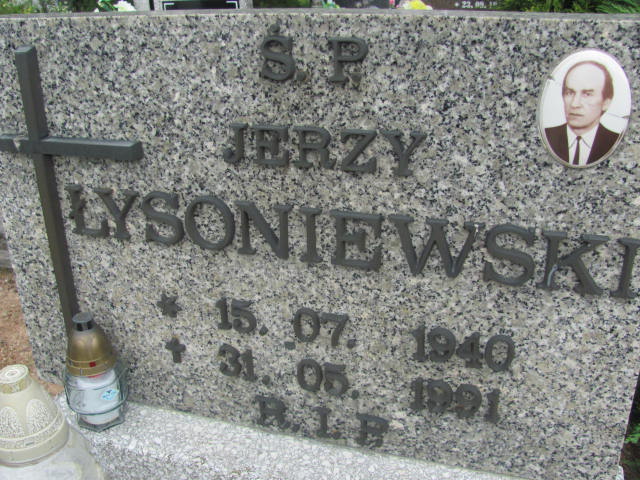 Ś. P.
JERZY
ŁYSONIEWSKI
* 15. 07. 1940
✝ 31. 05. 1991
R.I.P